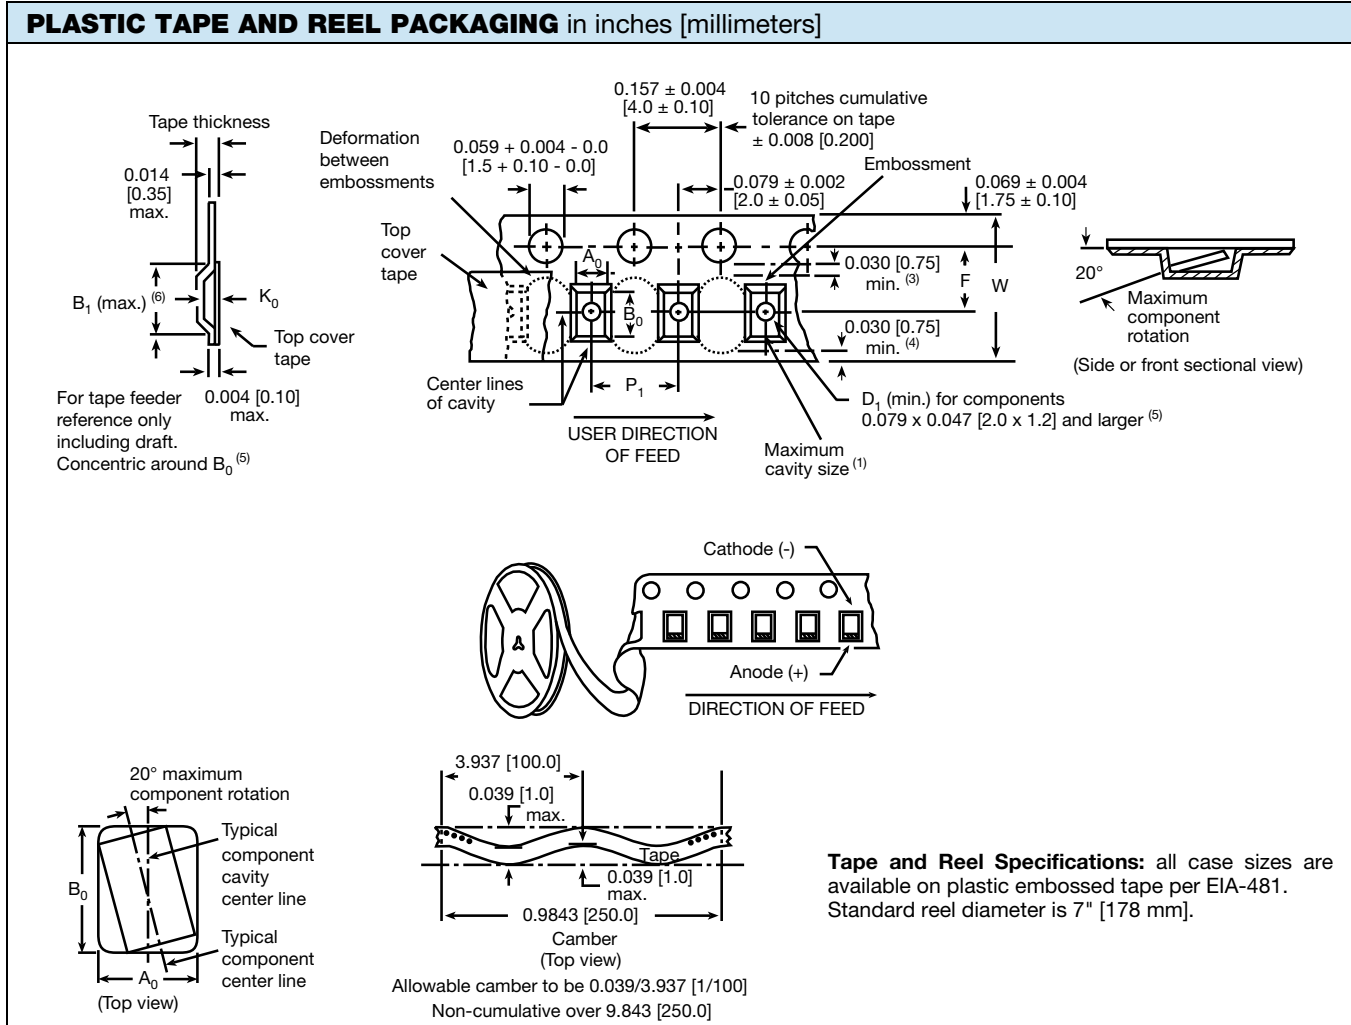 PLASTIC TAPE AND REEL PACKAGING in inches [millimeters]
Tape thickness
0.014
[0.35]
max.
B1 (max.) (6)
K0
Top cover
tape
0.004 [0.10]
max.
For tape feeder
reference only
including draft.
Concentric around B0 (5)
Deformation
between
embossments
Top
cover
tape
0.059 + 0.004 - 0.0
[1.5 + 0.10 - 0.0]
0.157 ± 0.004
[4.0 ± 0.10]
10 pitches cumulative
tolerance on tape
± 0.008 [0.200]
Embossment
0.079 ± 0.002
[2.0 ± 0.05]
0.069 ± 0.004
[1.75 ± 0.10]
A0
B0
0.030 [0.75]
min. (3)
F
W
0.030 [0.75]
min. (4)
20°
Maximum
component
rotation
(Side or front sectional view)
Center lines
of cavity
P1
USER DIRECTION
OF FEED
Maximum
cavity size (1)
D1 (min.) for components
0.079 x 0.047 [2.0 x 1.2] and larger (5)
Cathode (-)
Anode (+)
DIRECTION OF FEED
20° maximum
component rotation
Typical
component
cavity
center line
B0
Typical
component
center line
A0
(Top view)
3.937 [100.0]
0.039 [1.0]
max.
Tape
0.039 [1.0]
max.
0.9843 [250.0]
Camber
(Top view)
Allowable camber to be 0.039/3.937 [1/100]
Non-cumulative over 9.843 [250.0]
Tape and Reel Specifications: all case sizes are
available on plastic embossed tape per EIA-481.
Standard reel diameter is 7" [178 mm].